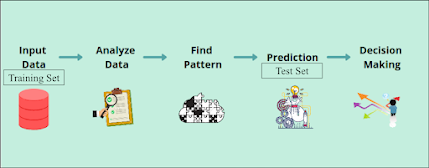 Input
Data
Training Set
Analyze
Data
Find
Pattern
Prediction
Test Set
Decision
Making